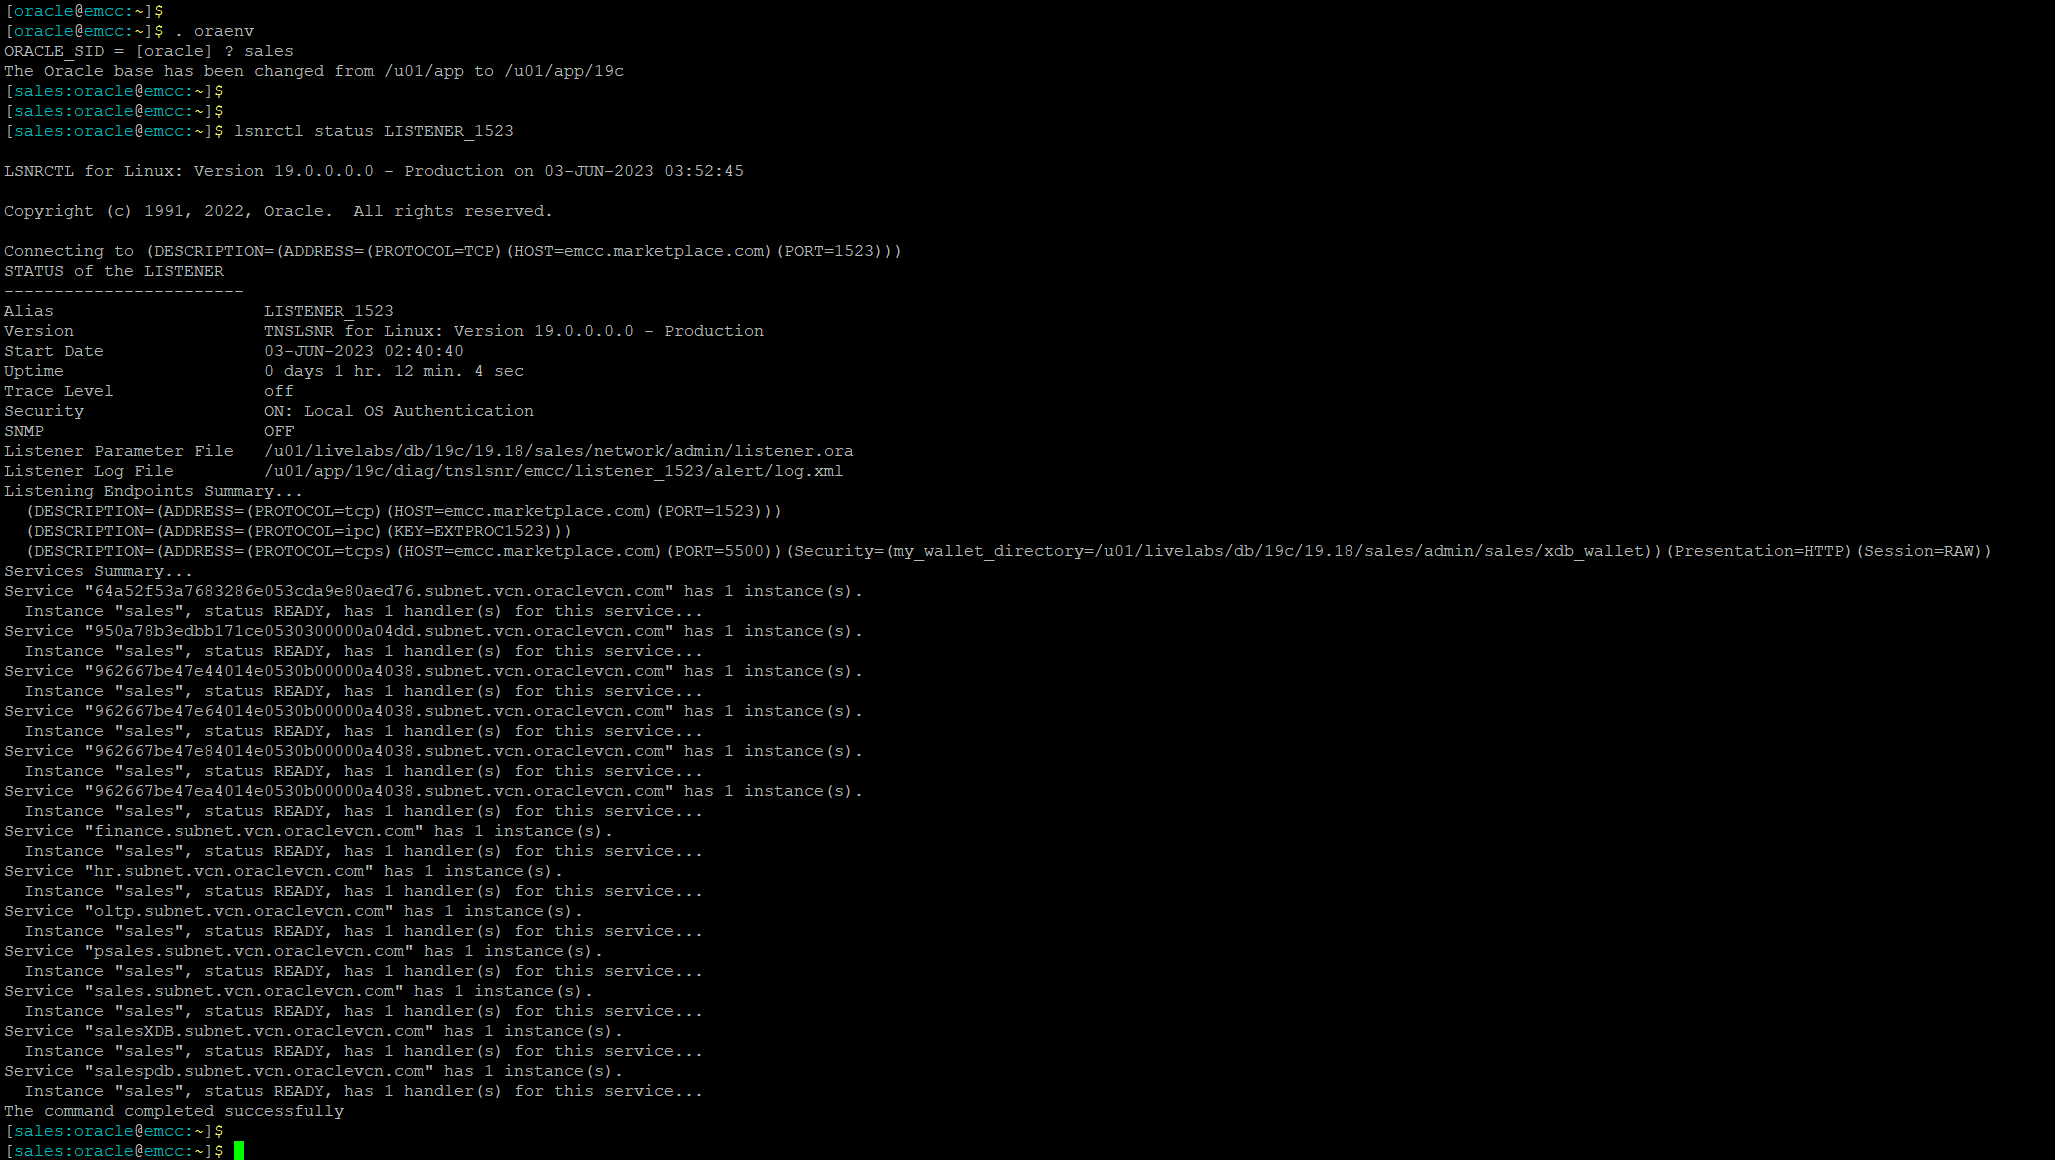 [oracle@emcc:~]$
[oracle@emcc:~]$ . oraenv
ORACLE_SID = [oracle] ? sales
The Oracle base has been changed from /u01/app to /u01/app/19c
[sales:oracle@emcc:~]$
[sales:oracle@emcc:~]$
[sales:oracle@emcc:~]$ lsnrctl status LISTENER_1523

LSNRCTL for Linux: Version 19.0.0.0.0 - Production on 03-JUN-2023 03:52:45

Copyright (c) 1991, 2022, Oracle.  All rights reserved.

Connecting to (DESCRIPTION=(ADDRESS=(PROTOCOL=TCP)(HOST=emcc.marketplace.com)(PORT=1523)))
STATUS of the LISTENER
------------------------
Alias                     LISTENER_1523
Version                   TNSLSNR for Linux: Version 19.0.0.0.0 - Production
Start Date                03-JUN-2023 02:40:40
Uptime                    0 days 1 hr. 12 min. 4 sec
Trace Level               off
Security                  ON: Local OS Authentication
SNMP                      OFF
Listener Parameter File   /u01/livelabs/db/19c/19.18/sales/network/admin/listener.ora
Listener Log File         /u01/app/19c/diag/tnslsnr/emcc/listener_1523/alert/log.xml
Listening Endpoints Summary...
  (DESCRIPTION=(ADDRESS=(PROTOCOL=tcp)(HOST=emcc.marketplace.com)(PORT=1523)))
  (DESCRIPTION=(ADDRESS=(PROTOCOL=ipc)(KEY=EXTPROC1523)))
  (DESCRIPTION=(ADDRESS=(PROTOCOL=tcps)(HOST=emcc.marketplace.com)(PORT=5500))(Security=(my_wallet_directory=/u01/livelabs/db/19c/19.18/sales/admin/sales/xdb_wallet))(Presentation=HTTP)(Session=RAW))
Services Summary...
Service "64a52f53a7683286e053cda9e80aed76.subnet.vcn.oraclevcn.com" has 1 instance(s).
  Instance "sales", status READY, has 1 handler(s) for this service...
Service "950a78b3edbb171ce0530300000a04dd.subnet.vcn.oraclevcn.com" has 1 instance(s).
  Instance "sales", status READY, has 1 handler(s) for this service...
Service "962667be47e44014e0530b00000a4038.subnet.vcn.oraclevcn.com" has 1 instance(s).
  Instance "sales", status READY, has 1 handler(s) for this service...
Service "962667be47e64014e0530b00000a4038.subnet.vcn.oraclevcn.com" has 1 instance(s).
  Instance "sales", status READY, has 1 handler(s) for this service...
Service "962667be47e84014e0530b00000a4038.subnet.vcn.oraclevcn.com" has 1 instance(s).
  Instance "sales", status READY, has 1 handler(s) for this service...
Service "962667be47ea4014e0530b00000a4038.subnet.vcn.oraclevcn.com" has 1 instance(s).
  Instance "sales", status READY, has 1 handler(s) for this service...
Service "finance.subnet.vcn.oraclevcn.com" has 1 instance(s).
  Instance "sales", status READY, has 1 handler(s) for this service...
Service "hr.subnet.vcn.oraclevcn.com" has 1 instance(s).
  Instance "sales", status READY, has 1 handler(s) for this service...
Service "oltp.subnet.vcn.oraclevcn.com" has 1 instance(s).
  Instance "sales", status READY, has 1 handler(s) for this service...
Service "psales.subnet.vcn.oraclevcn.com" has 1 instance(s).
  Instance "sales", status READY, has 1 handler(s) for this service...
Service "sales.subnet.vcn.oraclevcn.com" has 1 instance(s).
  Instance "sales", status READY, has 1 handler(s) for this service...
Service "salesXDB.subnet.vcn.oraclevcn.com" has 1 instance(s).
  Instance "sales", status READY, has 1 handler(s) for this service...
Service "salespdb.subnet.vcn.oraclevcn.com" has 1 instance(s).
  Instance "sales", status READY, has 1 handler(s) for this service...
The command completed successfully
[sales:oracle@emcc:~]$
[sales:oracle@emcc:~]$